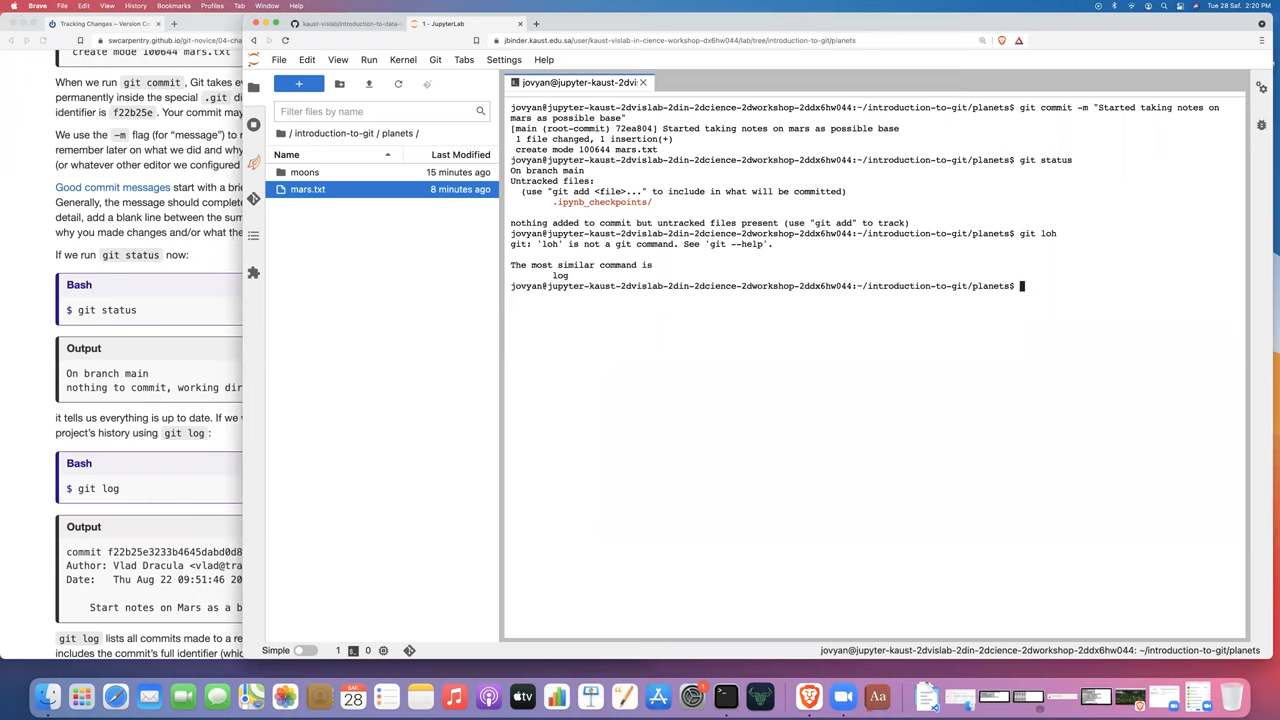 Brave File Edit View History Bookmarks Profiles Tab Window Help
Tue 28 Saf. 2:20 PM
Tracking Changes – Version Co
swcarpentry.github.io/git-novice/04-cha
create mode 100644 mars.txt
When we run git commit, Git takes ev
permanently inside the special .git di
identifier is f22b25e. Your commit may
We use the -m flag (for "message") to r
remember later on what we did and why
(or whatever other editor we configured
Good commit messages start with a brie
Generally, the message should complete
detail, add a blank line between the sum
why you made changes and/or what the
If we run git status now:
Bash
$ git status
Output
On branch main
nothing to commit, working dir
it tells us everything is up to date. If we w
project's history using git log:
Bash
$ git log
Output
commit f22b25e3233b4645dabd0d8
Author: Vlad Dracula <vlad@tra
Date: Thu Aug 22 09:51:46 20
Start notes on Mars as a b
git log lists all commits made to a re
includes the commit's full identifier (whic
kaust-vislab/introduction-to-data-
1 - JupyterLab
jbinder.kaust.edu.sa/user/kaust-vislab-in-cience-workshop-dx6hw044/lab/tree/introduction-to-git/planets
File Edit View Run Kernel Git Tabs Settings Help
Filter files by name
/ introduction-to-git / planets /
Name Last Modified
moons 15 minutes ago
mars.txt 8 minutes ago
jovyan@jupyter-kaust-2dvi:
jovyan@jupyter-kaust-2dvislab-2din-2dcience-2dworkshop-2ddx6hw044:~/introduction-to-git/planets$ git commit -m "Started taking notes on
mars as possible base"
[main (root-commit) 72ea804] Started taking notes on mars as possible base
1 file changed, 1 insertion(+)
create mode 100644 mars.txt
jovyan@jupyter-kaust-2dvislab-2din-2dcience-2dworkshop-2ddx6hw044:~/introduction-to-git/planets$ git status
On branch main
Untracked files:
(use "git add <file>..." to include in what will be committed)
.ipynb_checkpoints/
nothing added to commit but untracked files present (use "git add" to track)
jovyan@jupyter-kaust-2dvislab-2din-2dcience-2dworkshop-2ddx6hw044:~/introduction-to-git/planets$ git loh
git: 'loh' is not a git command. See 'git --help'.
The most similar command is
log
jovyan@jupyter-kaust-2dvislab-2din-2dcience-2dworkshop-2ddx6hw044:~/introduction-to-git/planets$
Simple 1 0
jovyan@jupyter-kaust-2dvislab-2din-2dcience-2dworkshop-2ddx6hw044: ~/introduction-to-git/planets
SAF.
28
tv
1
Aa